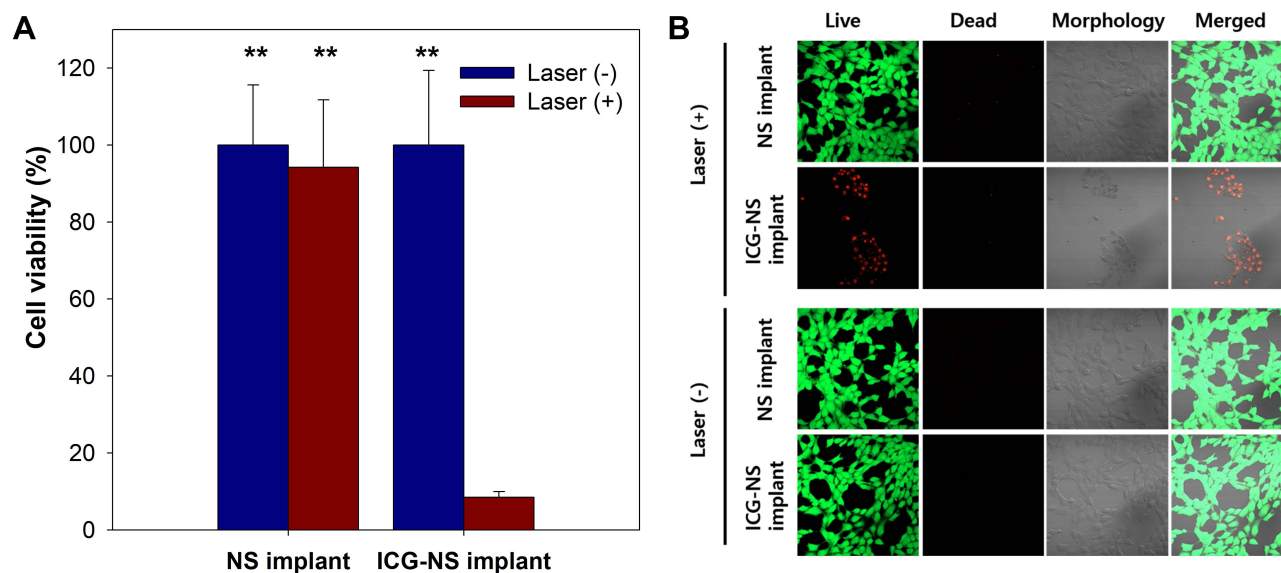 A
Cell viability (%)
120
100
80
60
40
20
0
**
**
**
Laser (-)
Laser (+)
NS implant
ICG-NS implant
B
Live
Dead
Morphology
Merged
Laser (+)
NS implant
ICG-NS
implant
Laser (-)
NS implant
ICG-NS
implant